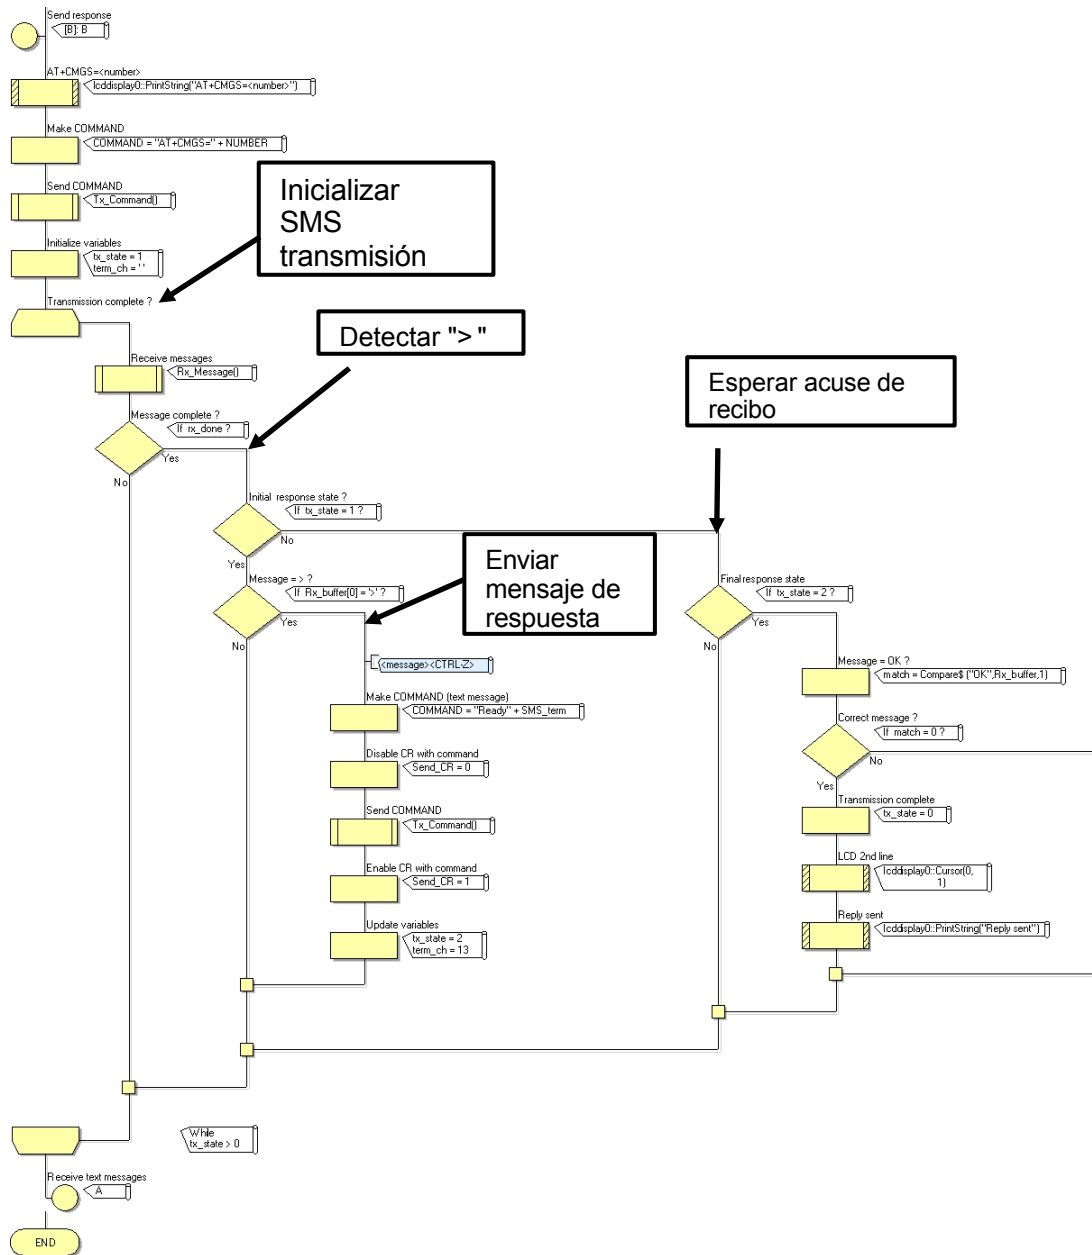 Send response
[B]: B
AT+CMGS=<number>
lcddisplay0::PrintString("AT+CMGS=<number>")
Make COMMAND
COMMAND = "AT+CMGS=" + NUMBER
Send COMMAND
Tx_Command()
Initialize variables
tx_state = 1
term_ch = ' '
Inicializar
SMS
transmisión
Transmission complete ?
Detectar "> "
Receive messages
Rx_Message()
Esperar acuse de
recibo
Message complete ?
If rx_done ?
Yes
No
Initial response state ?
If tx_state = 1 ?
No
Yes
Enviar
mensaje de
respuesta
Message = > ?
If Rx_buffer[0] = '>' ?
Yes
No
Final response state
If tx_state = 2 ?
Yes
No
<message><CTRL-Z>
Make COMMAND (text message)
COMMAND = "Ready" + SMS_term
Disable CR with command
Send_CR = 0
Send COMMAND
Tx_Command()
Enable CR with command
Send_CR = 1
Update variables
tx_state = 2
term_ch = 13
Message = OK ?
match = Compare$ ("OK",Rx_buffer,1)
Correct message ?
If match = 0 ?
No
Yes
Transmission complete
tx_state = 0
LCD 2nd line
lcddisplay0::Cursor(0,
1)
Reply sent
lcddisplay0::PrintString("Reply sent")
While
tx_state > 0
Receive text messages
A
END